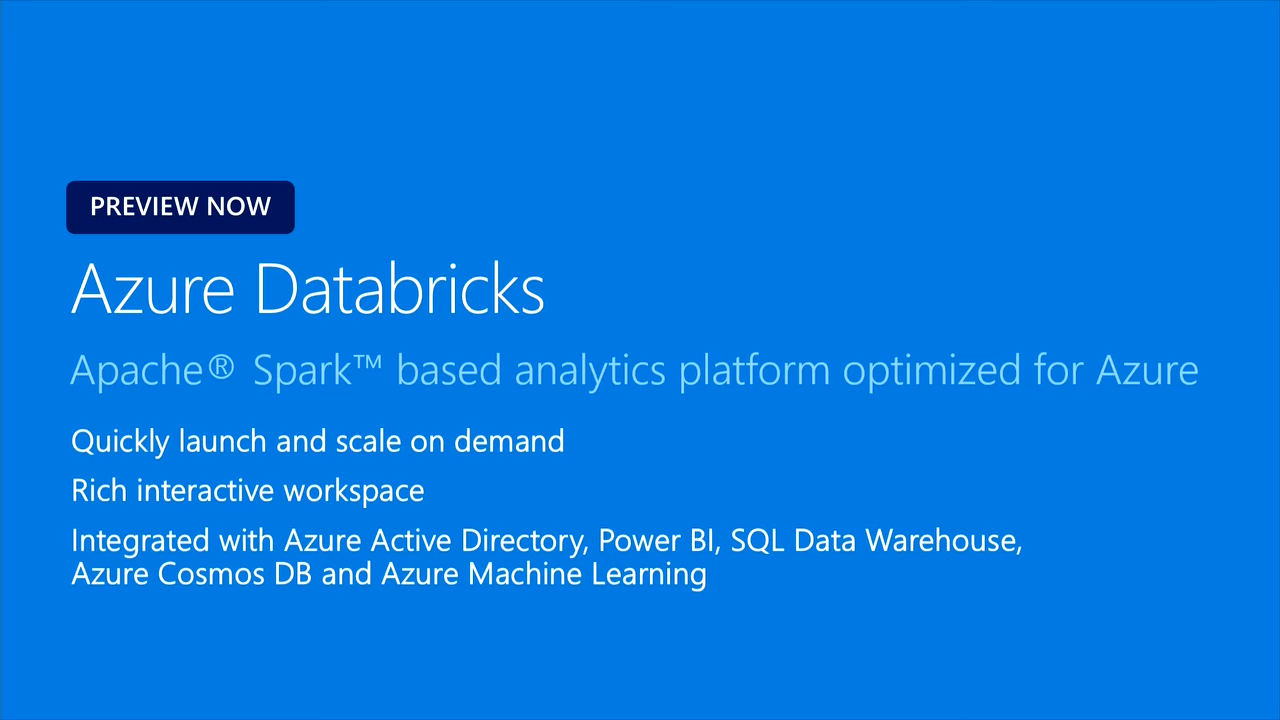 PREVIEW NOW
Azure Databricks
Apache® Spark™ based analytics platform optimized for Azure
Quickly launch and scale on demand
Rich interactive workspace
Integrated with Azure Active Directory, Power BI, SQL Data Warehouse,
Azure Cosmos DB and Azure Machine Learning